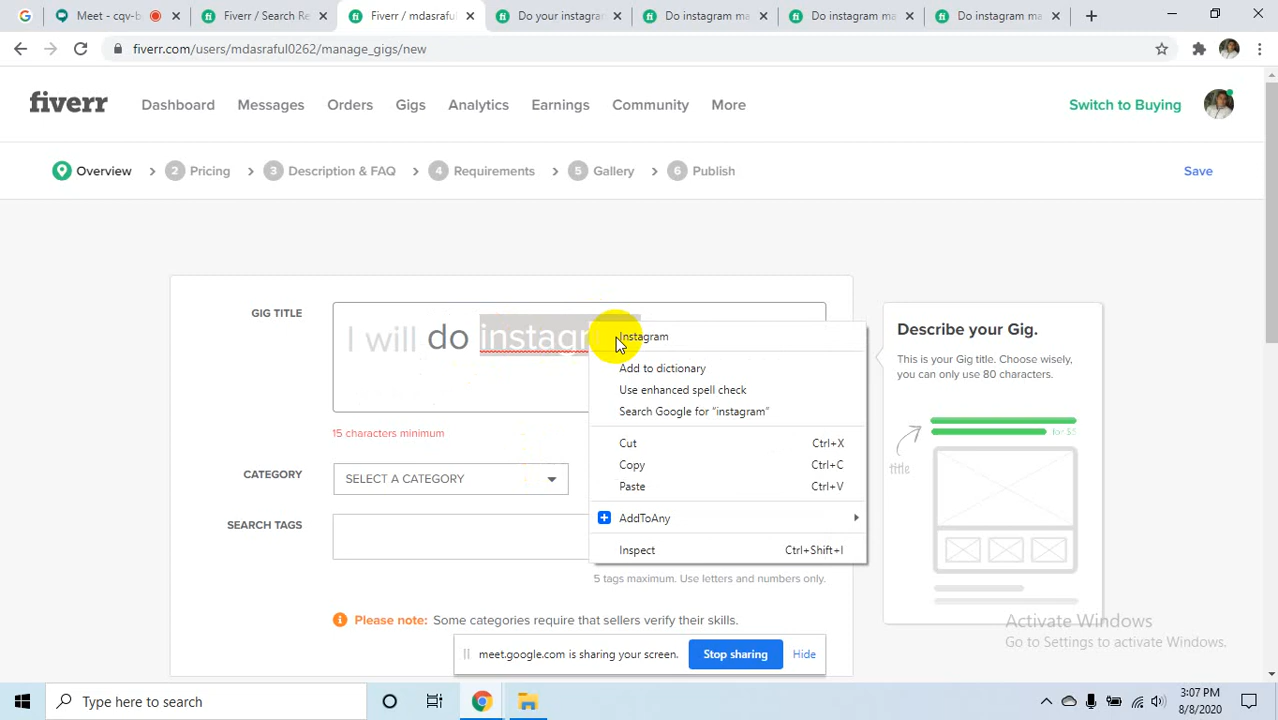 Meet - cqv-b
Fiverr / Search Re
Fiverr / mdasraful
Do your instagram
Do instagram ma
Do instagram ma
Do instagram ma
fiverr.com/users/mdasraful0262/manage_gigs/new
fiverr
Dashboard Messages Orders Gigs Analytics Earnings Community More
Switch to Buying
Overview 2 Pricing 3 Description & FAQ 4 Requirements 5 Gallery 6 Publish
Save
GIG TITLE
I will do instagr
15 characters minimum
CATEGORY
SELECT A CATEGORY
SEARCH TAGS
5 tags maximum. Use letters and numbers only.
Please note: Some categories require that sellers verify their skills.
Instagram
Add to dictionary
Use enhanced spell check
Search Google for "instagram"
Cut Ctrl+X
Copy Ctrl+C
Paste Ctrl+V
AddToAny
Inspect Ctrl+Shift+I
Describe your Gig.
This is your Gig title. Choose wisely,
you can only use 80 characters.
for $5
title
Activate Windows
Go to Settings to activate Windows.
meet.google.com is sharing your screen.
Stop sharing
Hide
Type here to search
3:07 PM
8/8/2020